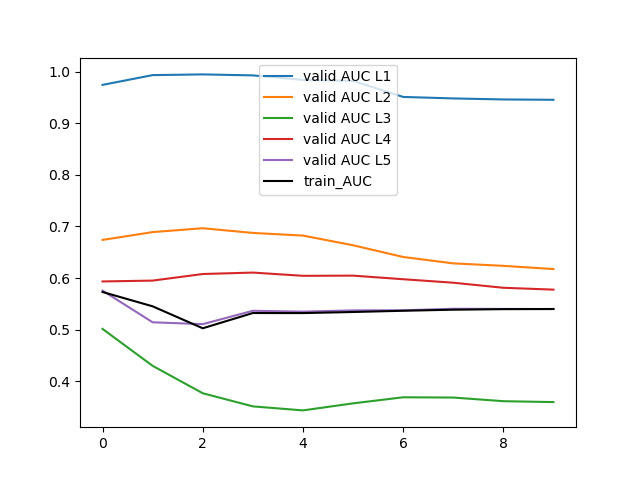 1.0
0.9
0.8
0.7
0.6
0.5
0.4
valid AUC L1
valid AUC L2
valid AUC L3
valid AUC L4
valid AUC L5
train_AUC
0 2 4 6 8